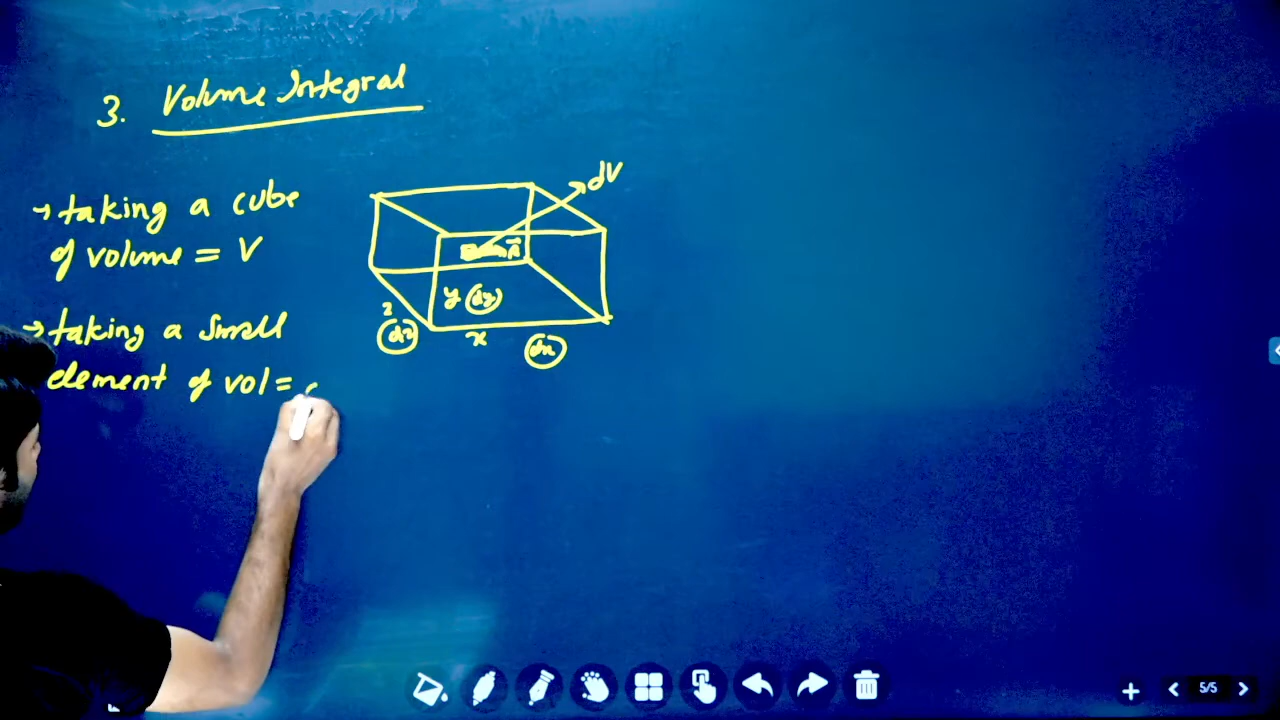 3. Volume Integral
→ taking a cube
of volume = V
→ taking a small
element of vol =
dV
A
y (dy)
z
(dz)
x
(dx)
5/5